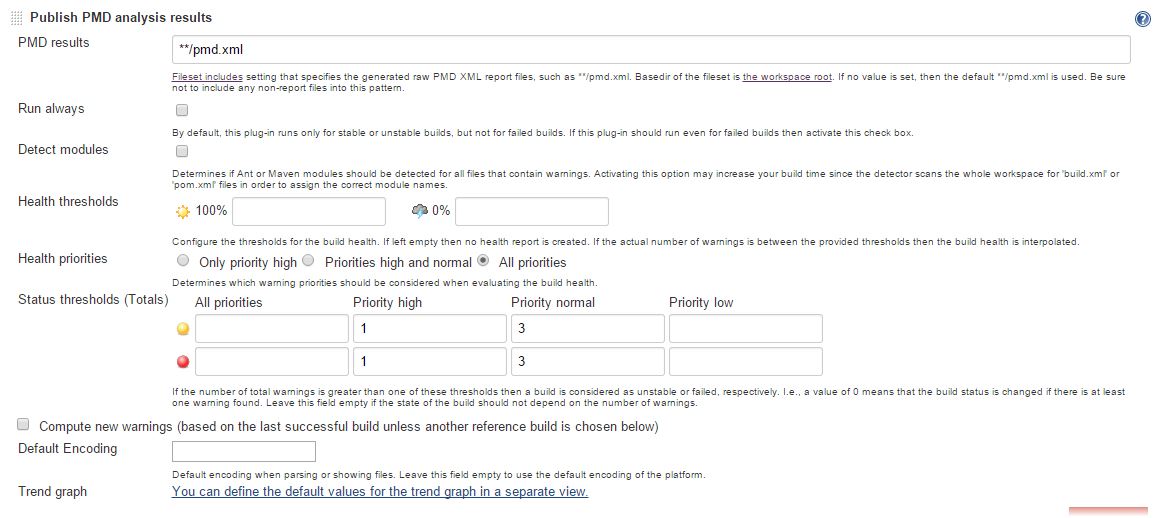 Publish PMD analysis results
?
PMD results
**/pmd.xml
Fileset includes setting that specifies the generated raw PMD XML report files, such as **/pmd.xml. Basedir of the fileset is the workspace root. If no value is set, then the default **/pmd.xml is used. Be sure
not to include any non-report files into this pattern.
Run always
By default, this plug-in runs only for stable or unstable builds, but not for failed builds. If this plug-in should run even for failed builds then activate this check box.
Detect modules
Determines if Ant or Maven modules should be detected for all files that contain warnings. Activating this option may increase your build time since the detector scans the whole workspace for 'build.xml' or
'pom.xml' files in order to assign the correct module names.
Health thresholds
100% 0%
Configure the thresholds for the build health. If left empty then no health report is created. If the actual number of warnings is between the provided thresholds then the build health is interpolated.
Health priorities
Only priority high Priorities high and normal All priorities
Determines which warning priorities should be considered when evaluating the build health.
Status thresholds (Totals)
All priorities Priority high Priority normal Priority low
1 3
1 3
If the number of total warnings is greater than one of these thresholds then a build is considered as unstable or failed, respectively. I.e., a value of 0 means that the build status is changed if there is at least
one warning found. Leave this field empty if the state of the build should not depend on the number of warnings.
Compute new warnings (based on the last successful build unless another reference build is chosen below)
Default Encoding
Default encoding when parsing or showing files. Leave this field empty to use the default encoding of the platform.
Trend graph
You can define the default values for the trend graph in a separate view.